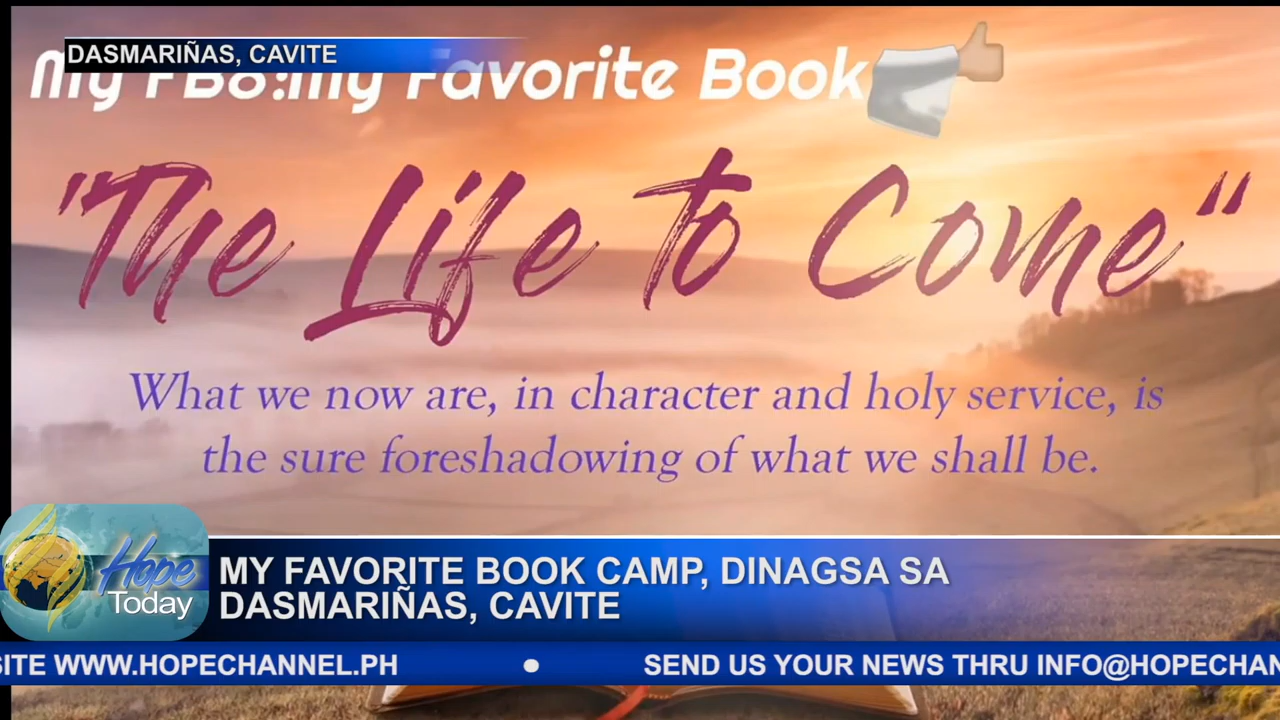 DASMARIÑAS, CAVITE
My FB8:My Favorite Book
"The Life to Come"
What we now are, in character and holy service, is
the sure foreshadowing of what we shall be.
Hope
Today
MY FAVORITE BOOK CAMP, DINAGSA SA
DASMARIÑAS, CAVITE
SITE WWW.HOPECHANNEL.PH • SEND US YOUR NEWS THRU INFO@HOPECHAN